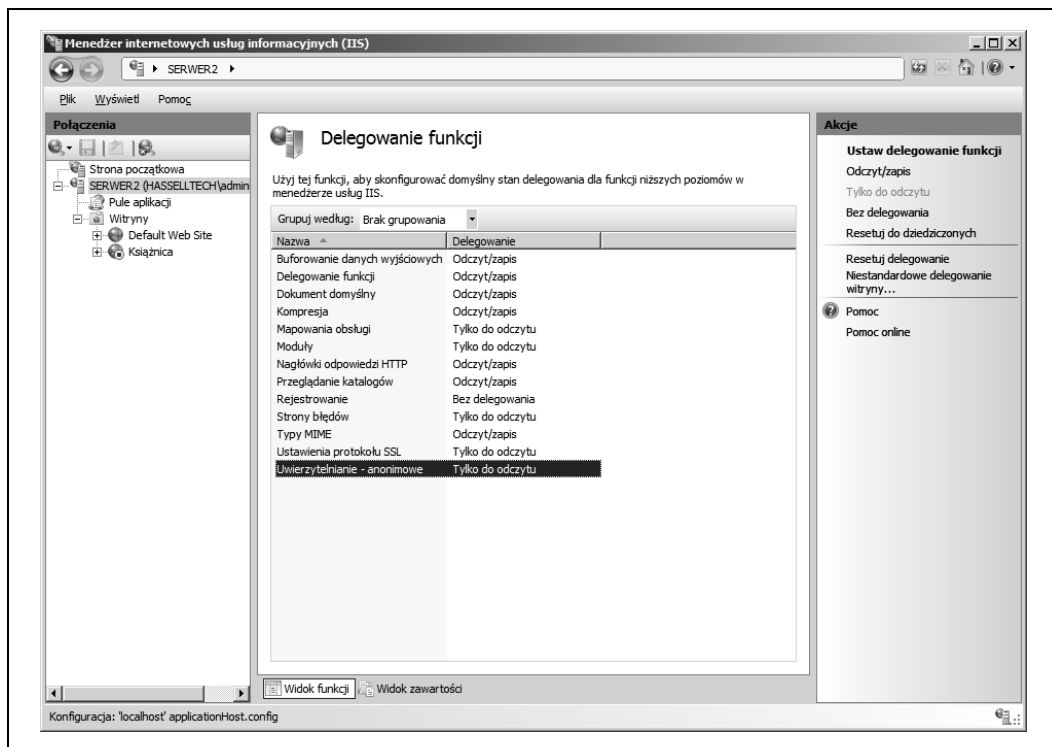 Menedżer internetowych usług informacyjnych (IIS)
SERWER2
Plik Wyświetl Pomoc
Połączenia
Strona początkowa
SERWER2 (HASSELLTECH\admin
Pule aplikacji
Witryny
Default Web Site
Książnica
Delegowanie funkcji
Użyj tej funkcji, aby skonfigurować domyślny stan delegowania dla funkcji niższych poziomów w
menedżerze usług IIS.
Grupuj według: Brak grupowania
Nazwa Delegowanie
Buforowanie danych wyjściowych Odczyt/zapis
Delegowanie funkcji Odczyt/zapis
Dokument domyślny Odczyt/zapis
Kompresja Odczyt/zapis
Mapowania obsługi Tylko do odczytu
Moduły Tylko do odczytu
Nagłówki odpowiedzi HTTP Odczyt/zapis
Przeglądanie katalogów Odczyt/zapis
Rejestrowanie Bez delegowania
Strony błędów Tylko do odczytu
Typy MIME Odczyt/zapis
Ustawienia protokołu SSL Tylko do odczytu
Uwierzytelnianie - anonimowe Tylko do odczytu
Widok funkcji Widok zawartości
Akcje
Ustaw delegowanie funkcji
Odczyt/zapis
Tylko do odczytu
Bez delegowania
Resetuj do dziedziczonych
Resetuj delegowanie
Niestandardowe delegowanie
witryny...
Pomoc
Pomoc online
Konfiguracja: 'localhost' applicationHost.config